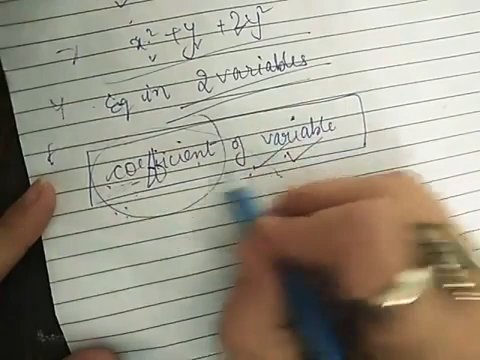 → x² + y + 2y²
Eq in 2 variables
coefficient of variable